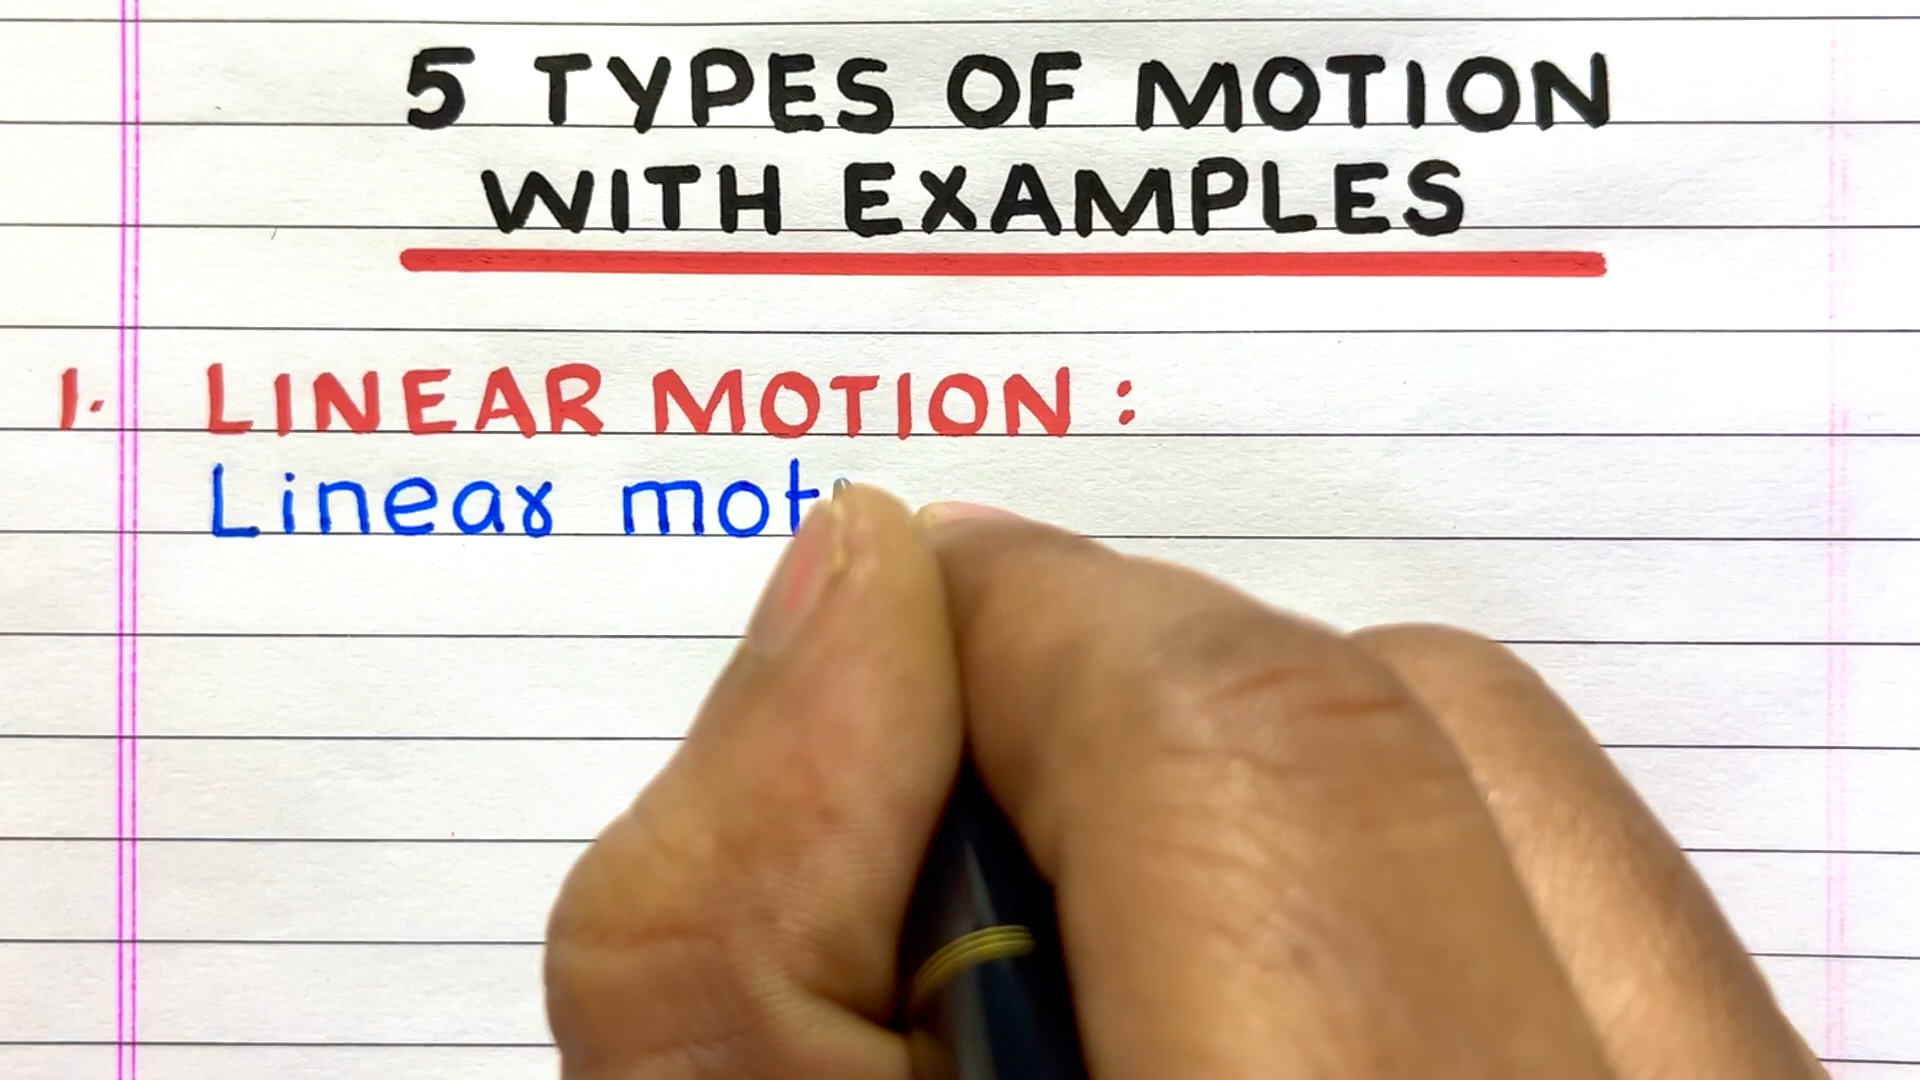 5 TYPES OF MOTION
WITH EXAMPLES
1. LINEAR MOTION :
Linear mot